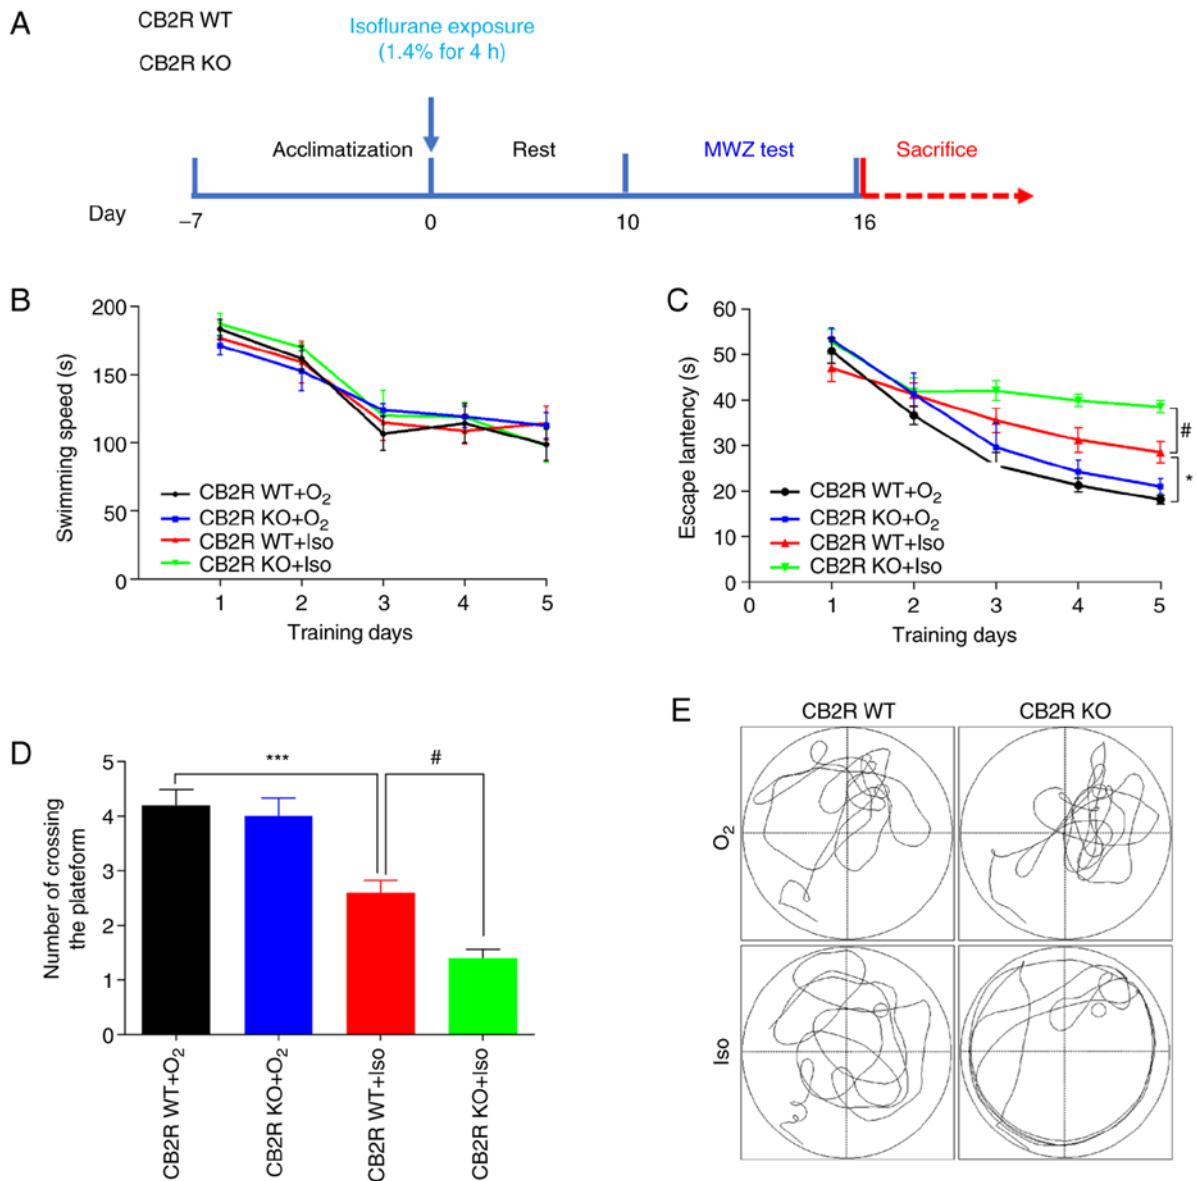 A
CB2R WT
CB2R KO
Isoflurane exposure
(1.4% for 4 h)
Acclimatization
Rest
MWZ test
Sacrifice
Day
–7
0
10
16
B
Swimming speed (s)
200
150
100
50
0
CB2R WT+O2
CB2R KO+O2
CB2R WT+Iso
CB2R KO+Iso
1 2 3 4 5
Training days
C
Escape lantency (s)
60
50
40
30
20
10
0
#
*
CB2R WT+O2
CB2R KO+O2
CB2R WT+Iso
CB2R KO+Iso
0 1 2 3 4 5
Training days
D
Number of crossing
the plateform
5
4
3
2
1
0
***
#
CB2R WT+O2
CB2R KO+O2
CB2R WT+Iso
CB2R KO+Iso
E
CB2R WT
CB2R KO
O2
Iso